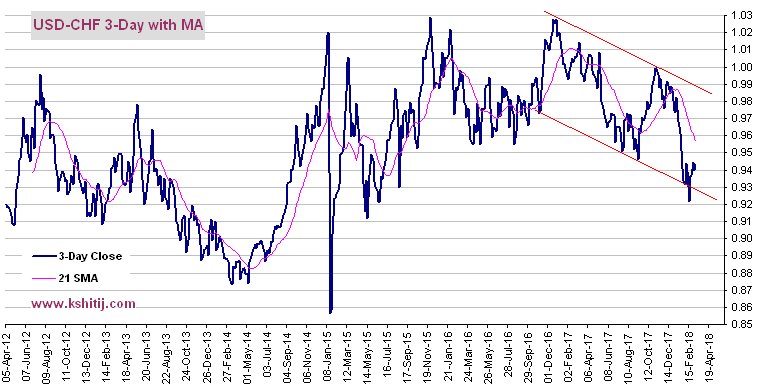 USD-CHF 3-Day with MA
1.03
1.02
1.01
1.00
0.99
0.98
0.97
0.96
0.95
0.94
0.93
0.92
0.91
0.90
0.89
0.88
0.87
0.86
0.85
3-Day Close
21 SMA
www.kshitij.com
05-Apr-12
07-Jun-12
09-Aug-12
11-Oct-12
13-Dec-12
14-Feb-13
18-Apr-13
20-Jun-13
22-Aug-13
24-Oct-13
26-Dec-13
27-Feb-14
01-May-14
03-Jul-14
04-Sep-14
06-Nov-14
08-Jan-15
12-Mar-15
14-May-15
16-Jul-15
17-Sep-15
19-Nov-15
21-Jan-16
24-Mar-16
26-May-16
28-Jul-16
29-Sep-16
01-Dec-16
02-Feb-17
06-Apr-17
08-Jun-17
10-Aug-17
12-Oct-17
14-Dec-17
15-Feb-18
19-Apr-18